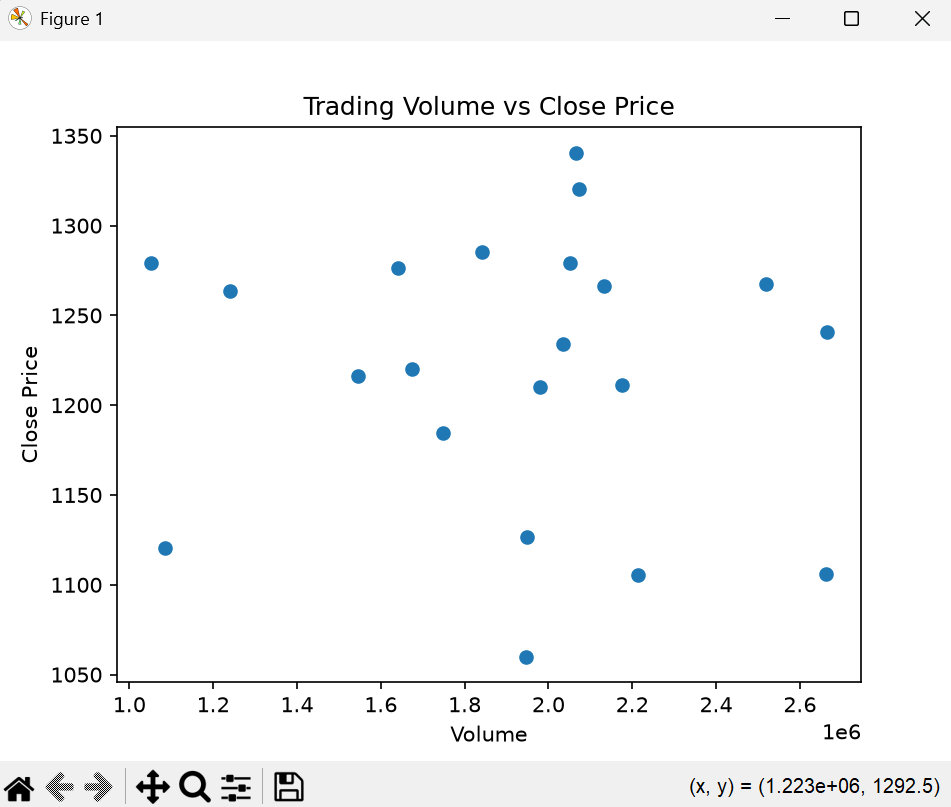 Figure 1
Trading Volume vs Close Price
1350
1300
1250
1200
1150
1100
1050
Close Price
1.0 1.2 1.4 1.6 1.8 2.0 2.2 2.4 2.6
1e6
Volume
(x, y) = (1.223e+06, 1292.5)